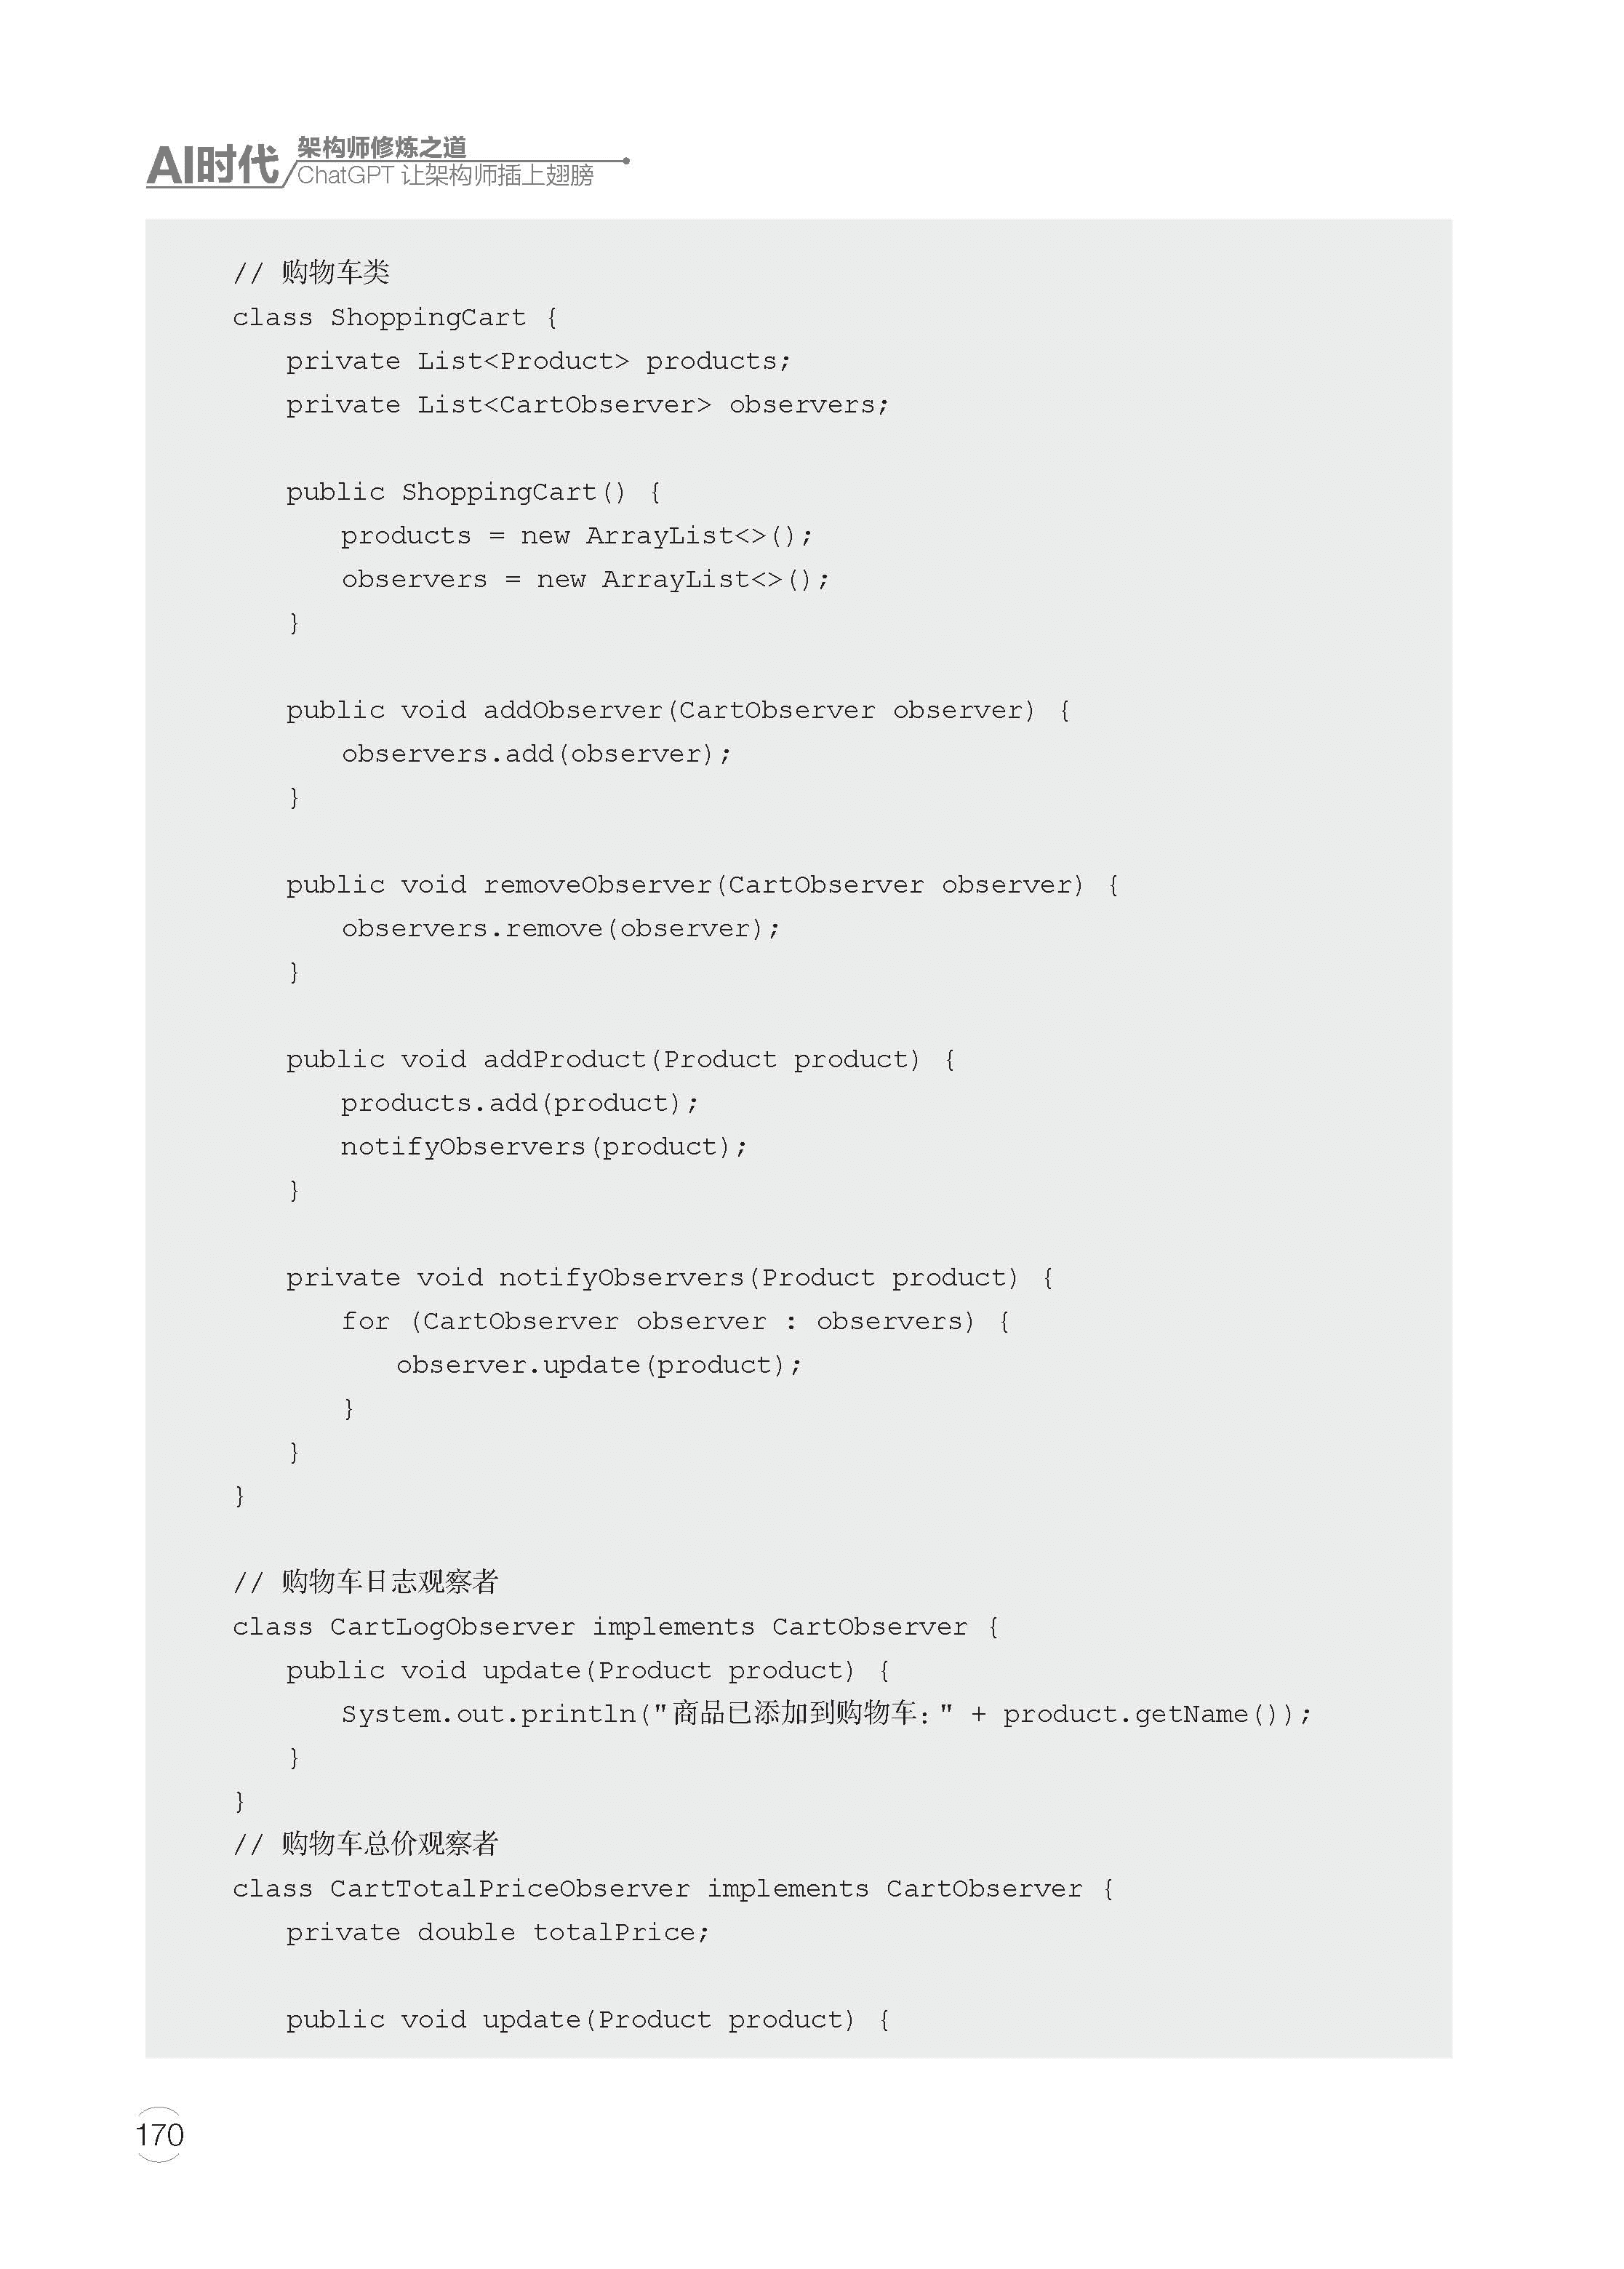 AI时代
架构师修炼之道
ChatGPT 让架构师插上翅膀
// 购物车类
class ShoppingCart {
    private List<Product> products;
    private List<CartObserver> observers;

    public ShoppingCart() {
        products = new ArrayList<>();
        observers = new ArrayList<>();
    }

    public void addObserver(CartObserver observer) {
        observers.add(observer);
    }

    public void removeObserver(CartObserver observer) {
        observers.remove(observer);
    }

    public void addProduct(Product product) {
        products.add(product);
        notifyObservers(product);
    }

    private void notifyObservers(Product product) {
        for (CartObserver observer : observers) {
            observer.update(product);
        }
    }
}

// 购物车日志观察者
class CartLogObserver implements CartObserver {
    public void update(Product product) {
        System.out.println("商品已添加到购物车：" + product.getName());
    }
}
// 购物车总价观察者
class CartTotalPriceObserver implements CartObserver {
    private double totalPrice;

    public void update(Product product) {
170